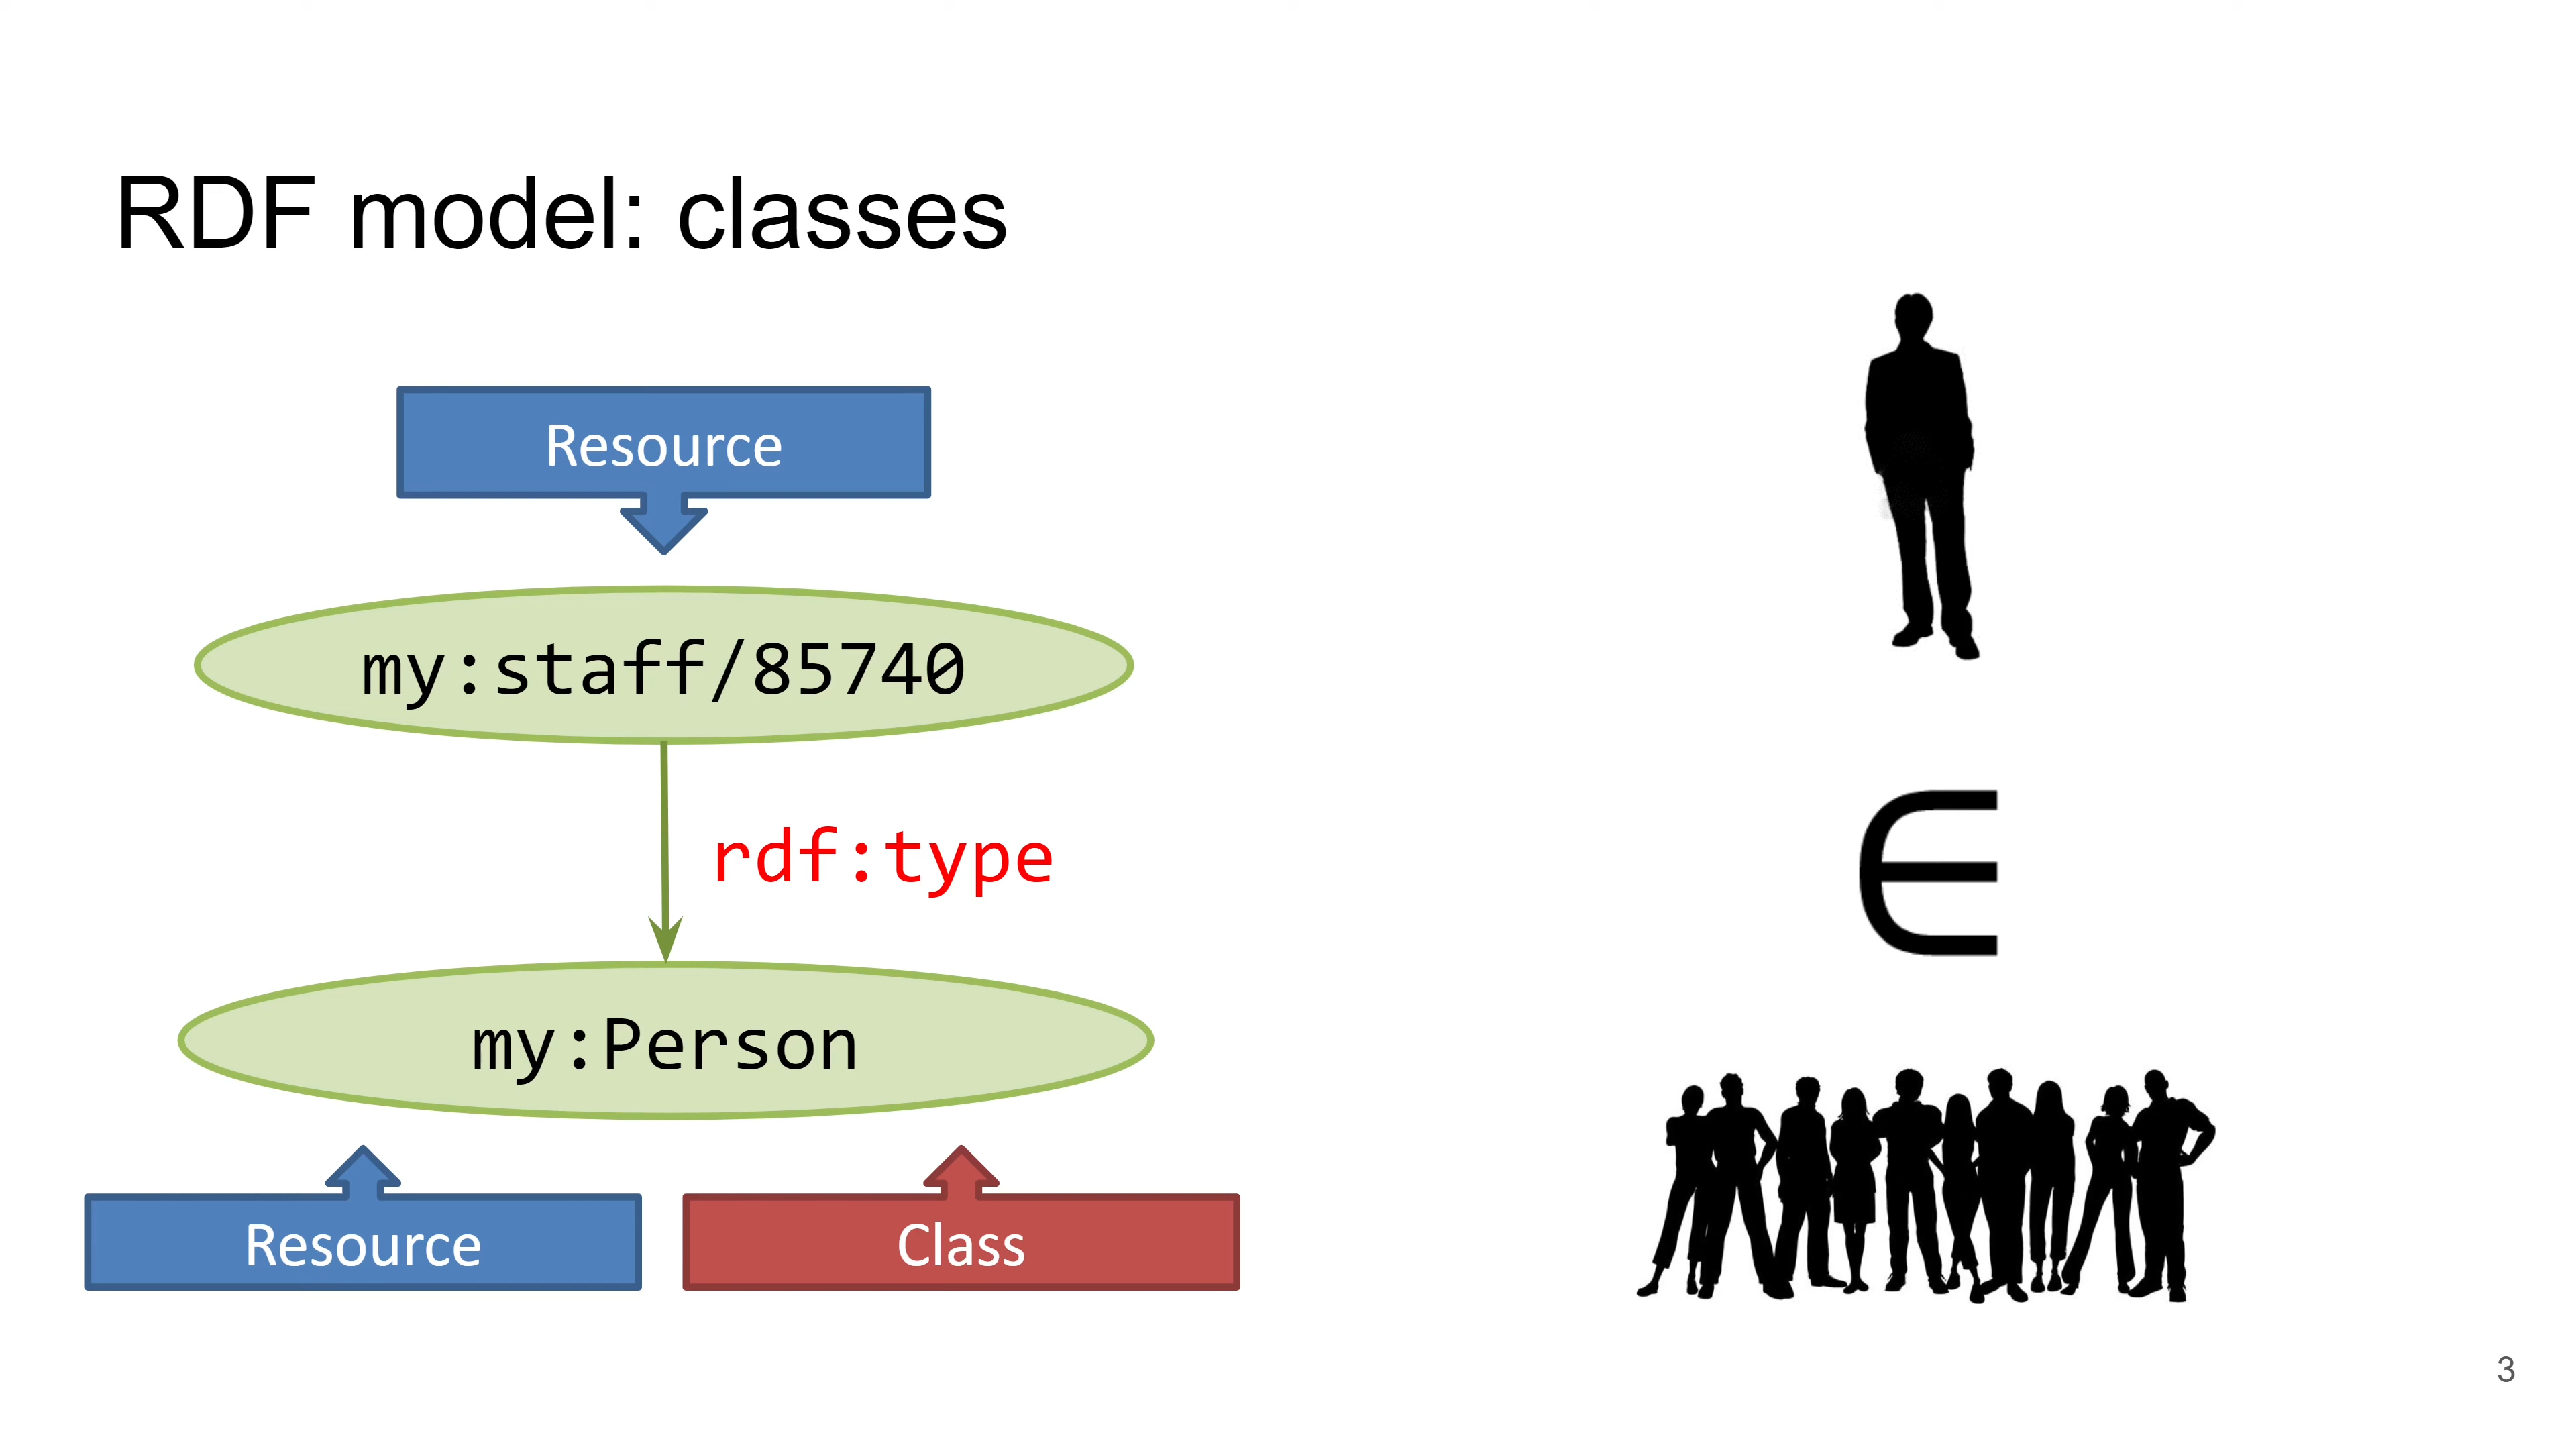 RDF model: classes
Resource
my:staff/85740
rdf:type
∈
my:Person
Resource
Class
3